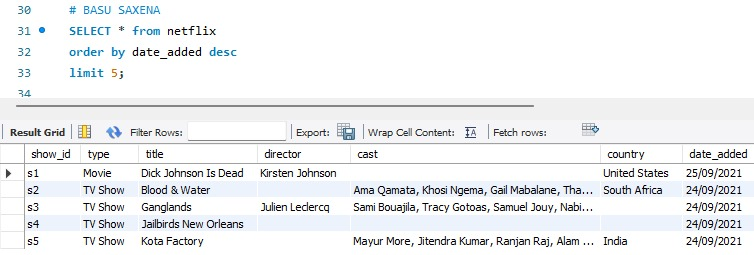 30 # BASU SAXENA
31 SELECT * from netflix
32 order by date_added desc
33 limit 5;
34
Result Grid Filter Rows: Export: Wrap Cell Content: Fetch rows:
show_id type title director cast country date_added
s1 Movie Dick Johnson Is Dead Kirsten Johnson United States 25/09/2021
s2 TV Show Blood & Water Ama Qamata, Khosi Ngema, Gail Mabalane, Tha... South Africa 24/09/2021
s3 TV Show Ganglands Julien Leclercq Sami Bouajila, Tracy Gotoas, Samuel Jouy, Nabi... 24/09/2021
s4 TV Show Jailbirds New Orleans 24/09/2021
s5 TV Show Kota Factory Mayur More, Jitendra Kumar, Ranjan Raj, Alam ... India 24/09/2021